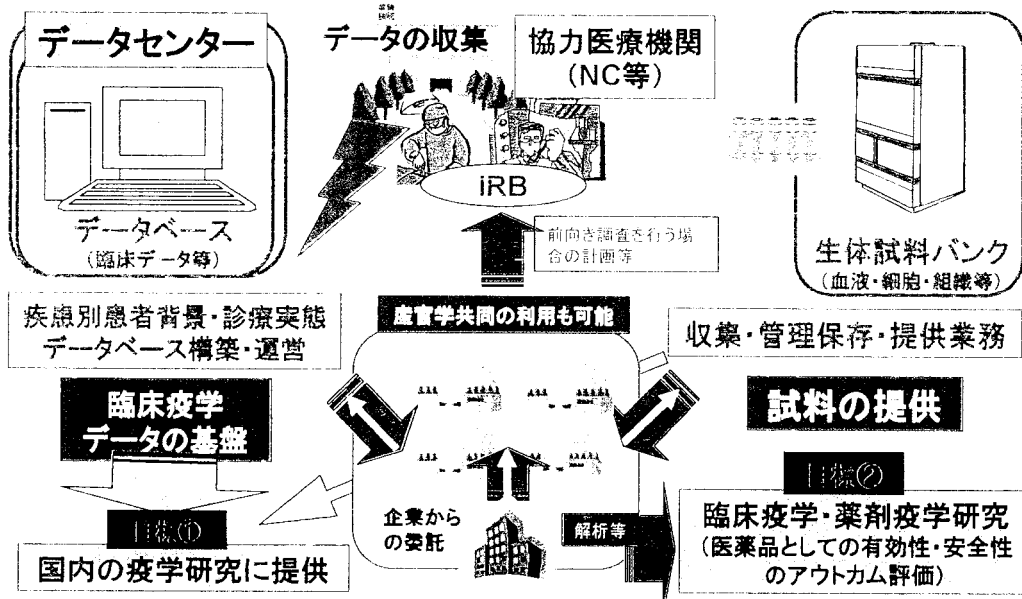 データセンター
データベース
(臨床データ等)
疾患別患者背景・診療実態
データベース構築・運営
臨床疫学
データの基盤
目標①
国内の疫学研究に提供
データの収集
協力医療機関
(NC等)
iRB
前向き調査を行う場
合の計画等
産官学共同の利用も可能
企業から
の委託
解析等
生体試料バンク
(血液・細胞・組織等)
収集・管理保存・提供業務
試料の提供
目標②
臨床疫学・薬剤疫学研究
(医薬品としての有効性・安全性
のアウトカム評価)